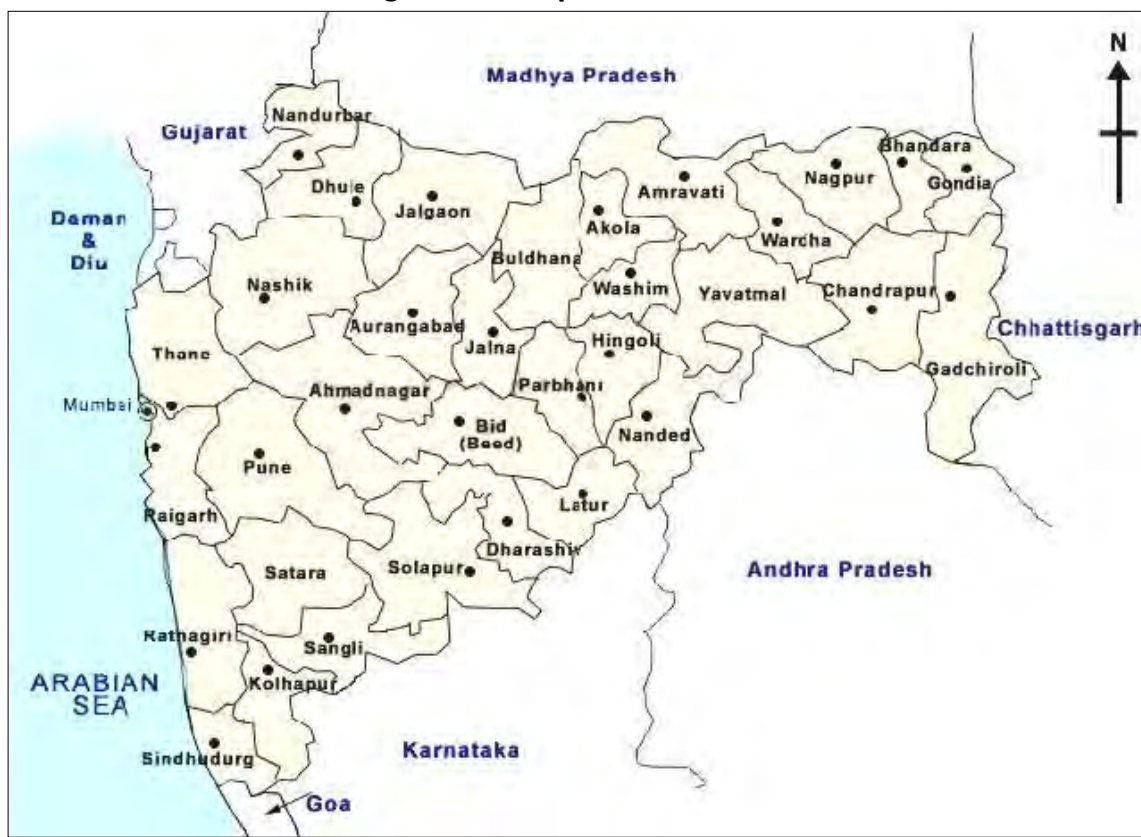 N
Madhya Pradesh
Nandurbar
Gujarat
Bhandara
Dhule
Nagpur
Gondia
Amravati
Jalgaon
Daman
&
Diu
Akola
Warcha
Buldhana
Nashik
Washim
Yavatmal
Chandrapur
Aurangabad
Chhattisgarh
Jalna
Hingoli
Thane
Gadchiroli
Ahmadnagar
Parbhani
Mumbai
Bid
(Beed)
Nanded
Pune
Latur
Raigarh
Dharashiv
Satara
Solapur
Andhra Pradesh
Ratnagiri
Sangli
ARABIAN
SEA
Kolhapur
Karnataka
Sindhudurg
Goa